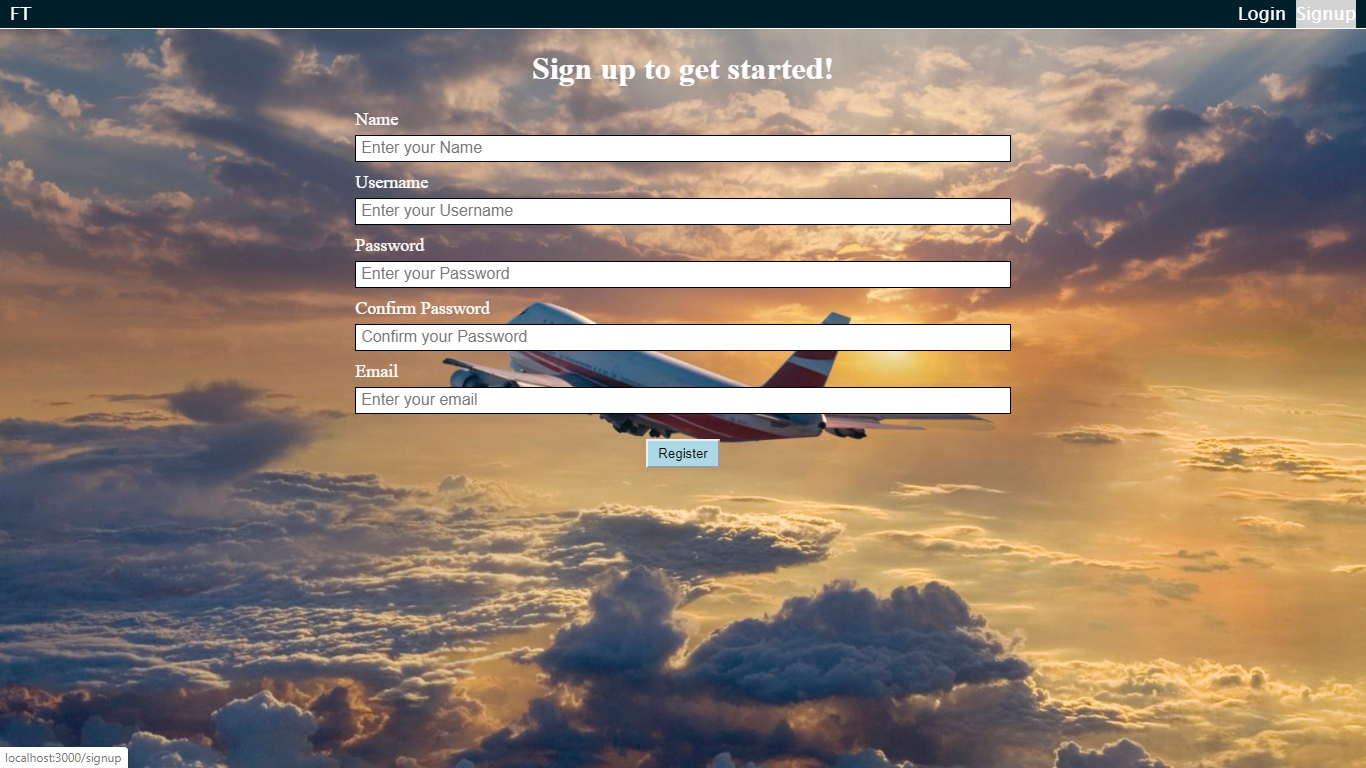 FT Login Signup
Sign up to get started!
Name
Enter your Name
Username
Enter your Username
Password
Enter your Password
Confirm Password
Confirm your Password
Email
Enter your email
Register
localhost:3000/signup